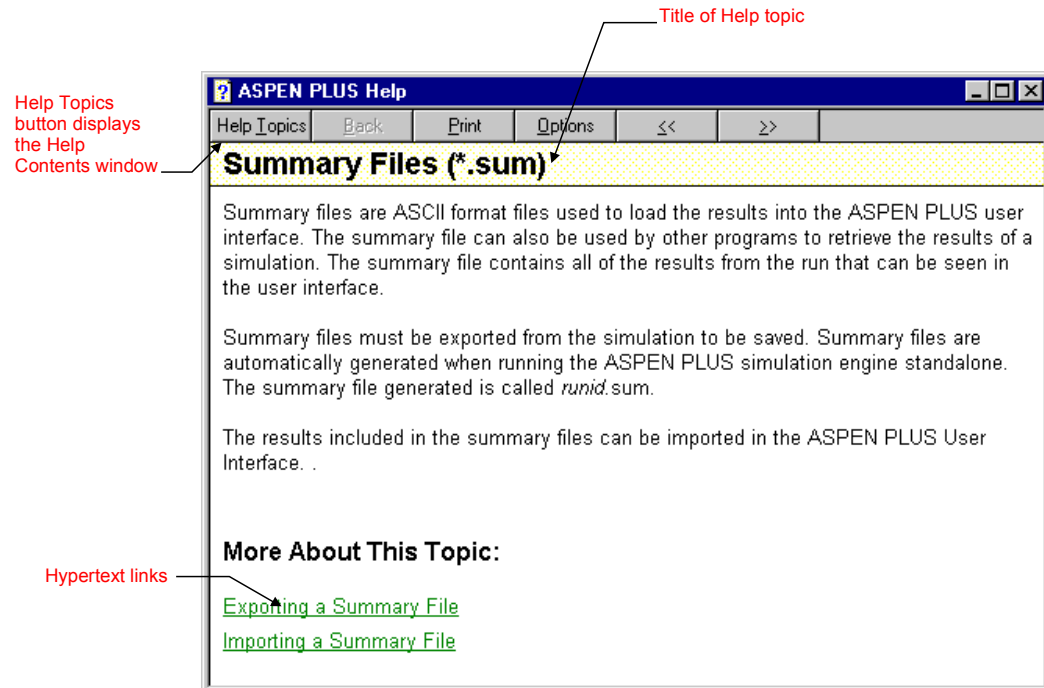 Title of Help topic
Help Topics
button displays
the Help
Contents window
ASPEN PLUS Help
Help Topics Back Print Options << >>
Summary Files (*.sum)
Summary files are ASCII format files used to load the results into the ASPEN PLUS user
interface. The summary file can also be used by other programs to retrieve the results of a
simulation. The summary file contains all of the results from the run that can be seen in
the user interface.
Summary files must be exported from the simulation to be saved. Summary files are
automatically generated when running the ASPEN PLUS simulation engine standalone.
The summary file generated is called runid.sum.
The results included in the summary files can be imported in the ASPEN PLUS User
Interface. .
More About This Topic:
Hypertext links
Exporting a Summary File
Importing a Summary File